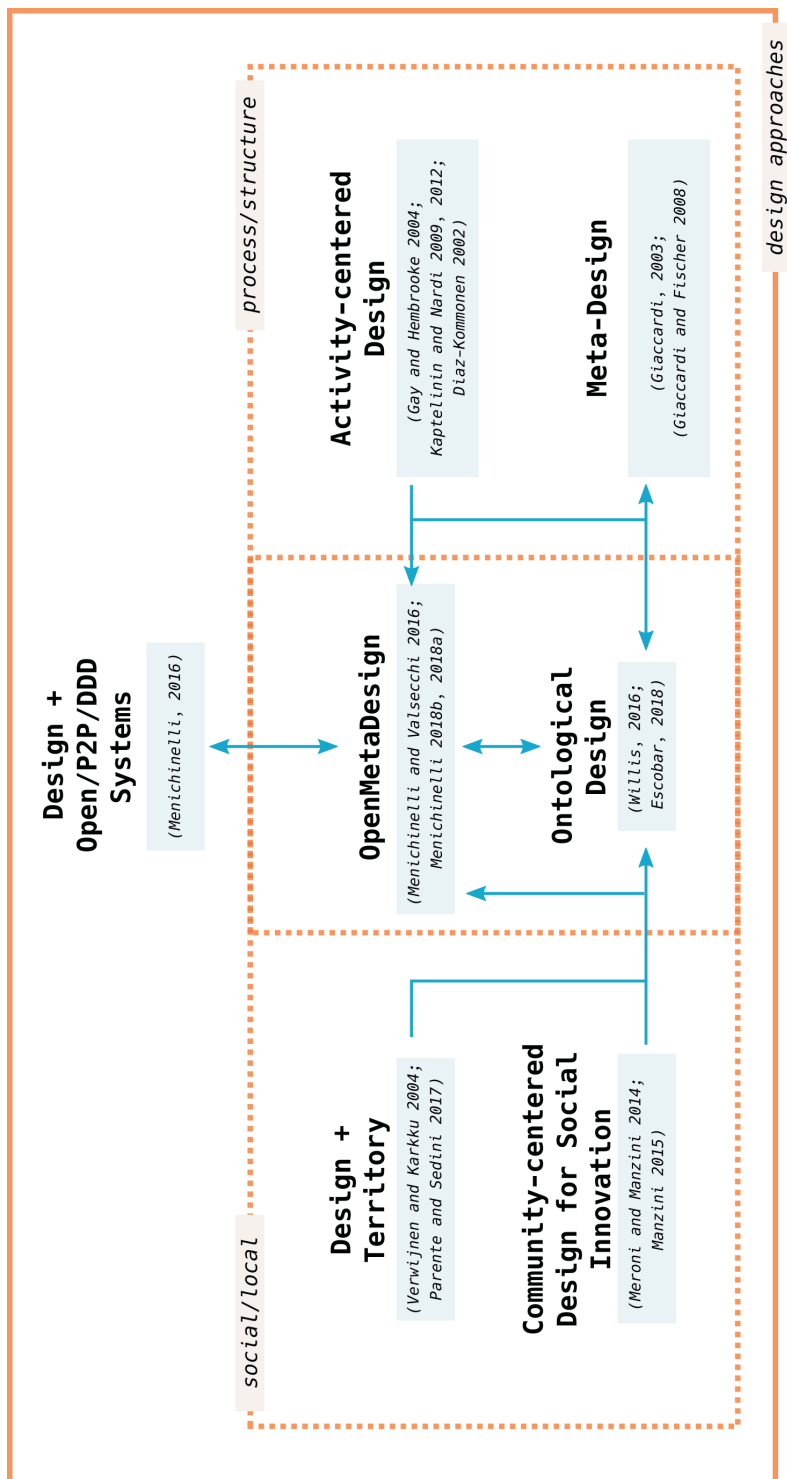 design approaches
Design +
Open/P2P/DDD
Systems
(Menichinelli, 2016)
social/local
process/structure
Design +
Territory
(Verwijnen and Karkku 2004;
Parente and Sedini 2017)
OpenMetaDesign
(Menichinelli and Valsecchi 2016;
Menichinelli 2018b, 2018a)
Activity-centered
Design
(Gay and Hembrooke 2004;
Kaptelinin and Nardi 2009, 2012;
Diaz-Kommonen 2002)
Community-centered
Design for Social
Innovation
(Meroni and Manzini 2014;
Manzini 2015)
Ontological
Design
(Willis, 2016;
Escobar, 2018)
Meta-Design
(Giaccardi, 2003;
(Giaccardi and Fischer 2008)